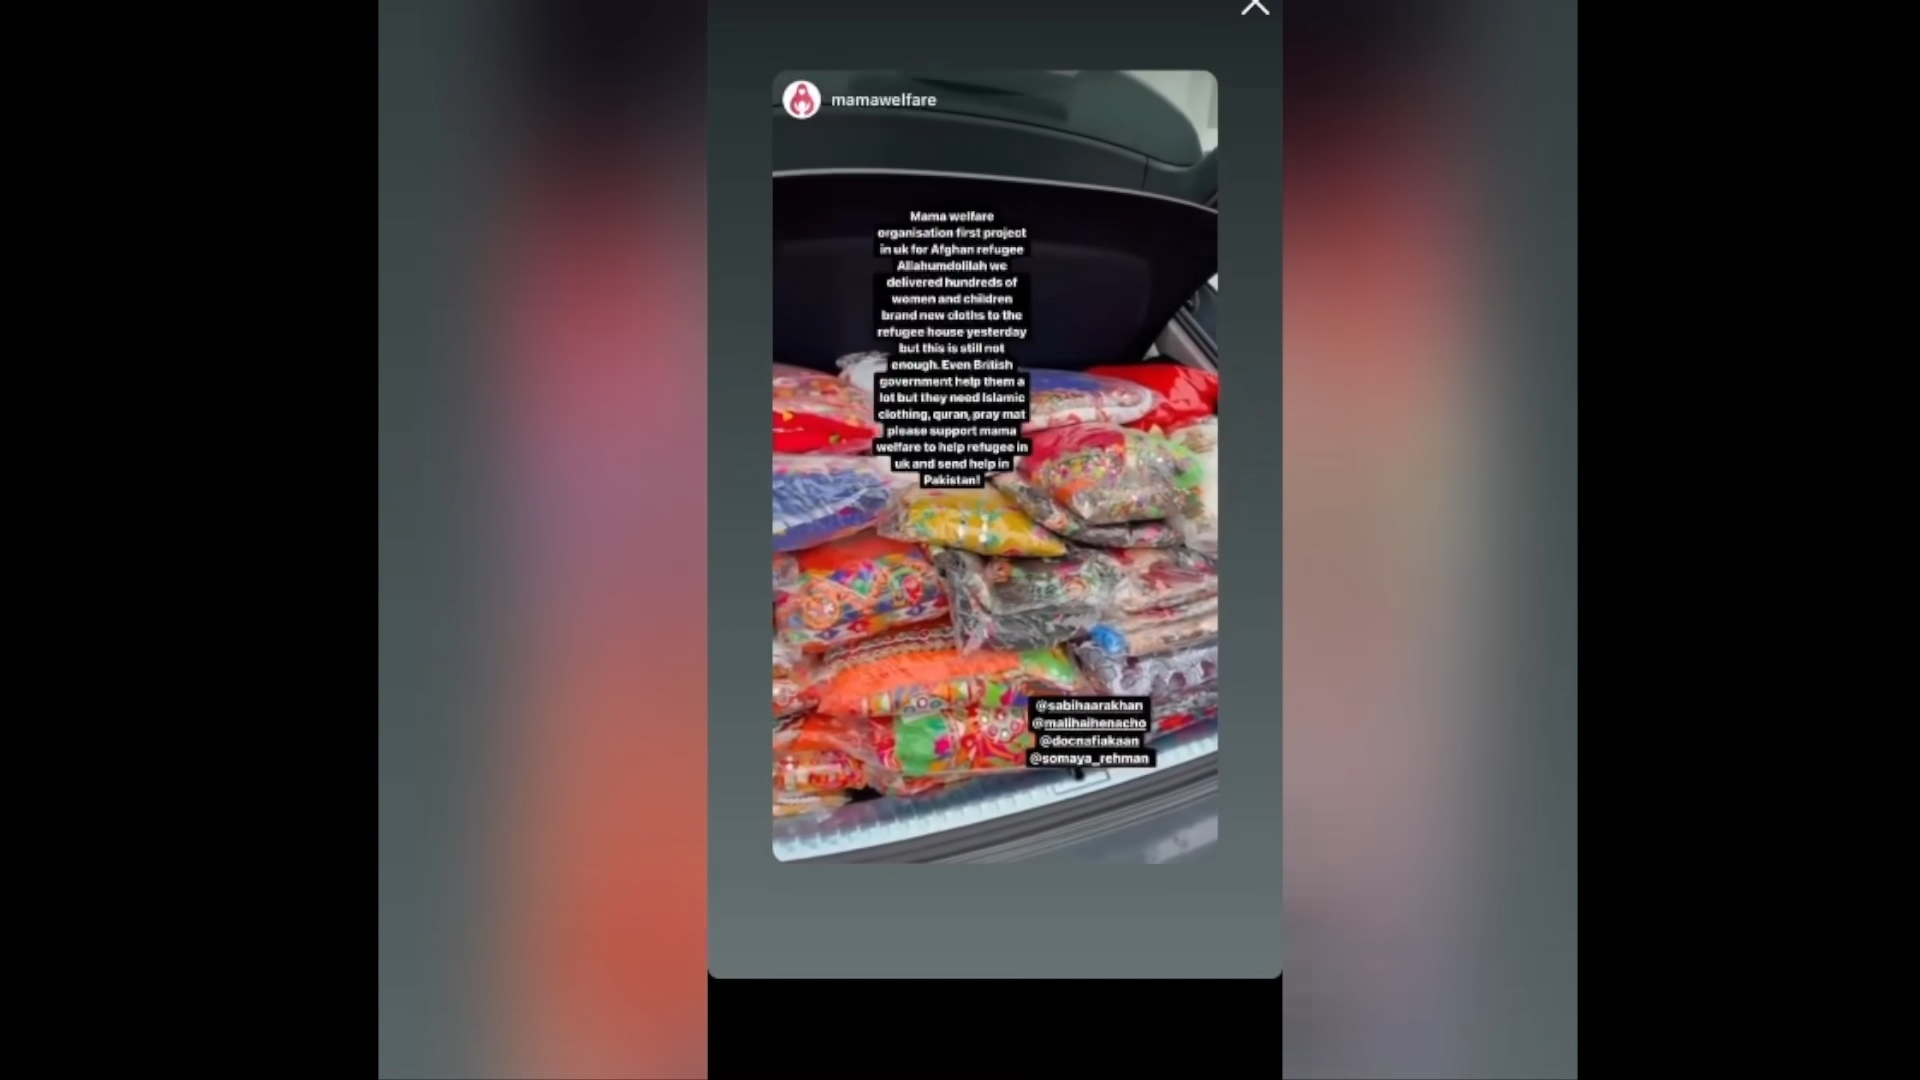 mamawelfare
Mama welfare
organisation first project
in uk for Afghan refugee
Allahumdolilah we
delivered hundreds of
women and children
brand new cloths to the
refugee house yesterday
but this is still not
enough. Even British
government help them a
lot but they need Islamic
clothing, quran, pray mat
please support mama
welfare to help refugee in
uk and send help in
Pakistan!
@sabihaarakhan
@malihaihenacho
@docnafiakaan
@somaya_rehman